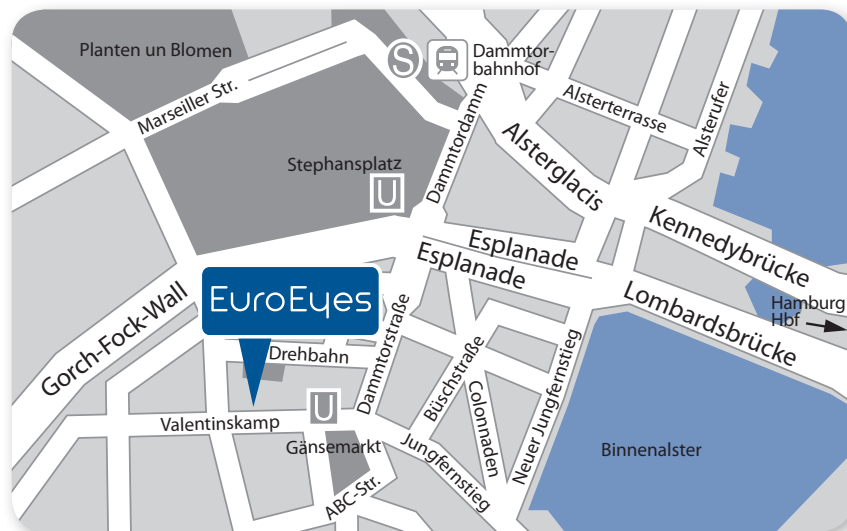 Planten un Blomen
Marseiller Str.
S
Dammtor-
bahnhof
Alsterterrasse
Alsterufer
Dammtordamm
Alsterglacis
Stephansplatz
U
Kennedybrücke
Esplanade
Esplanade
Lombardsbrücke
Hamburg
Hbf
Gorch-Fock-Wall
EuroEyes
Drehbahn
Dammtorstraße
Büschstraße
Colonnaden
Neuer Jungfernstieg
Valentinskamp
U
Gänsemarkt
Jungfernstieg
ABC-Str.
Binnenalster